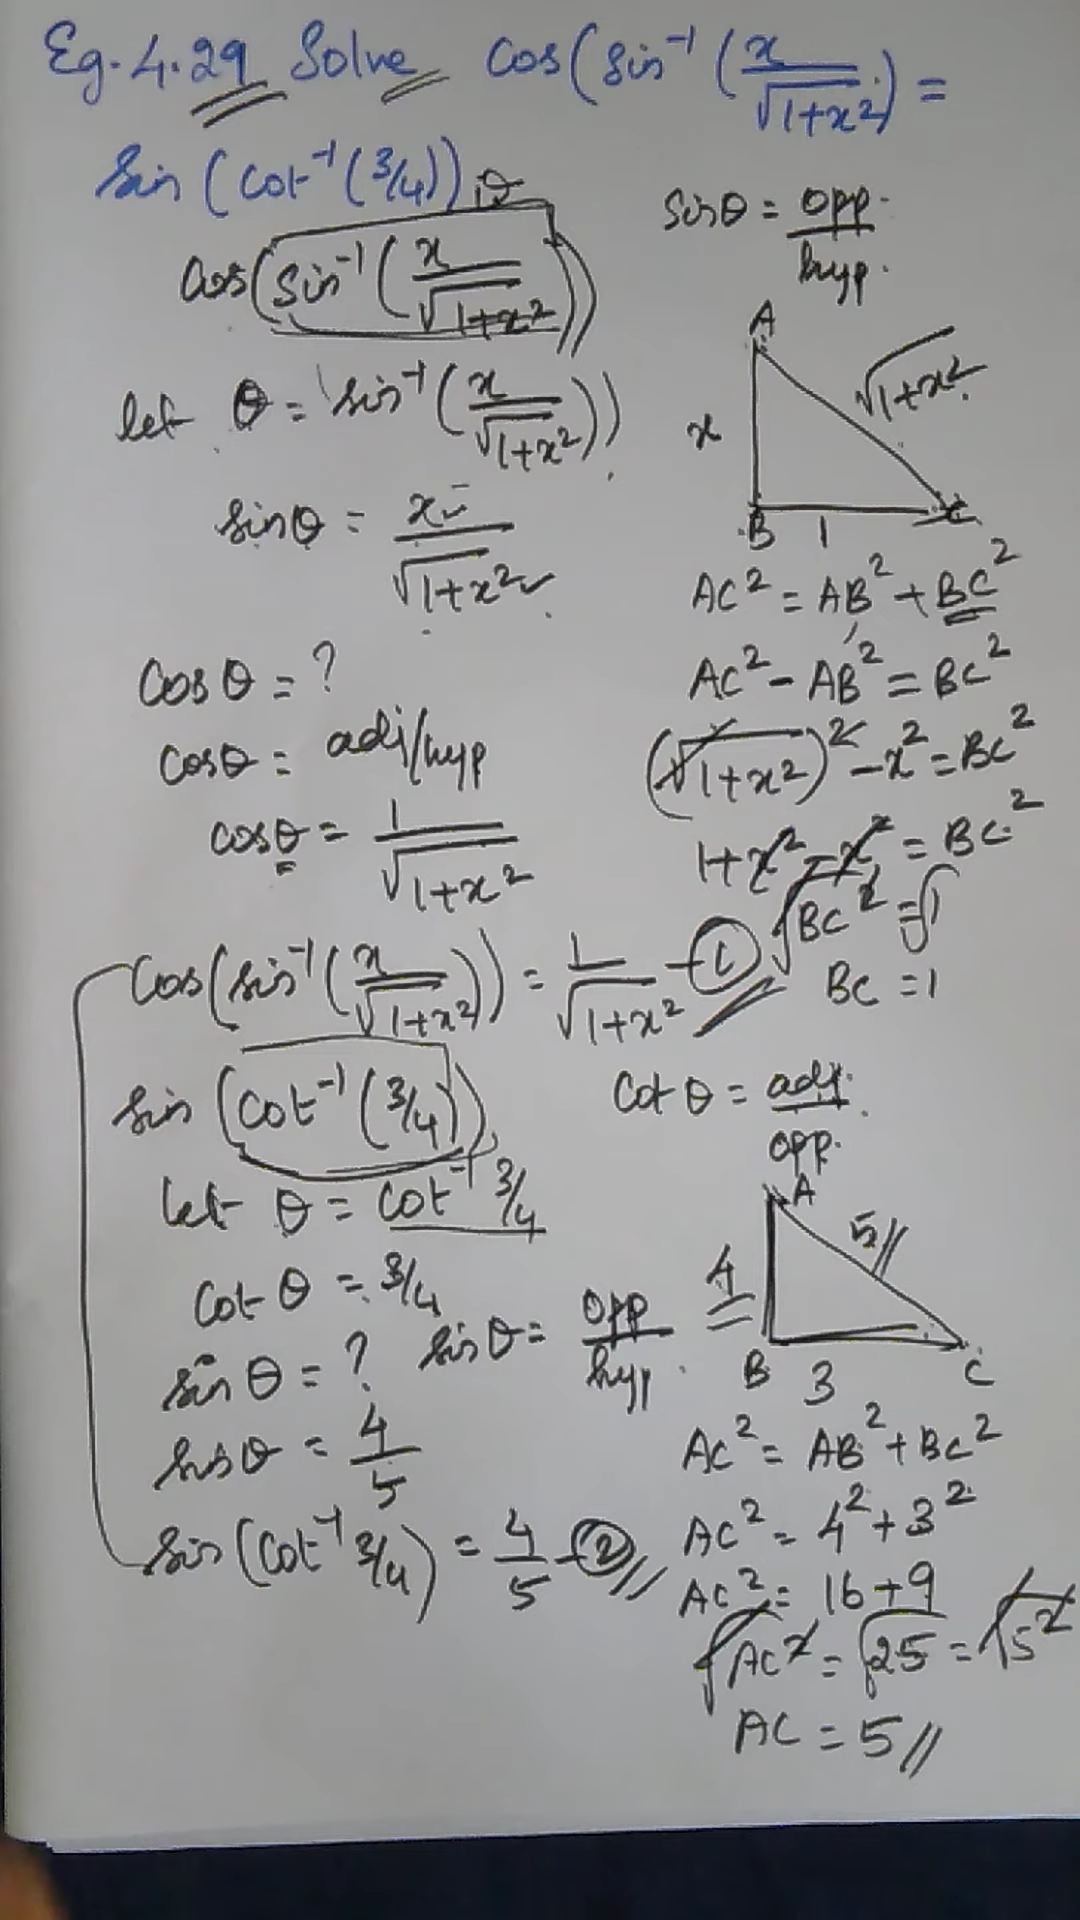 Eg. 4.29 Solve cos(sin⁻¹(x/√1+x²) =
sin(cot⁻¹(3/4))
θ
cos(sin⁻¹(x/√1+x²))
sinθ = opp./hyp.
let θ = sin⁻¹(x/√1+x²))
A
√1+x².
x
B 1 C
sinθ = x/√1+x²
AC² = AB² + BC²
cosθ = ?
AC² - AB² = BC²
cosθ = adj/hyp
(√1+x²)² - x² = BC²
cosθ = 1/√1+x²
1+x² - x² = BC²
√BC² = √1
BC = 1
cos(sin⁻¹(x/√1+x²)) = 1/√1+x² - ①
sin(cot⁻¹(3/4))
cot θ = adj./opp.
let θ = cot⁻¹ 3/4
A
5
4
B 3 C
cot θ = 3/4
sin θ = ? sinθ = opp/hyp.
sinθ = 4/5
AC² = AB² + BC²
sin(cot⁻¹ 3/4) = 4/5 - ②
AC² = 4² + 3²
AC² = 16+9
√AC² = √25 = √5²
AC = 5